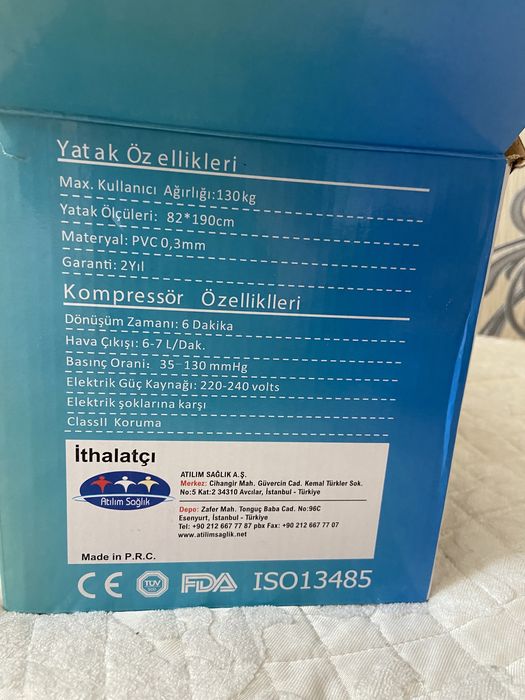 Yatak Öz ellikleri
Max. Kullanıcı Ağırlığı:130kg
Yatak Ölçüleri: 82*190cm
Materyal: PVC 0,3mm
Garanti: 2Yıl
Kompressör Özelliklleri
Dönüşüm Zamanı: 6 Dakika
Hava Çıkışı: 6-7 L/Dak.
Basınç Orani: 35-130 mmHg
Elektrik Güç Kaynağı: 220-240 volts
Elektrik şoklarına karşı
ClassII Koruma
İthalatçı
Atılım Sağlık
ATILIM SAĞLIK A.Ş.
Merkez: Cihangir Mah. Güvercin Cad. Kemal Türkler Sok.
No:5 Kat:2 34310 Avcılar, İstanbul - Türkiye
Depo: Zafer Mah. Tonguç Baba Cad. No:96C
Esenyurt, İstanbul - Türkiye
Tel: +90 212 667 77 87 pbx Fax: +90 212 667 77 07
www.atilimsaglik.net
Made in P.R.C.
CE TÜV FDA ISO13485